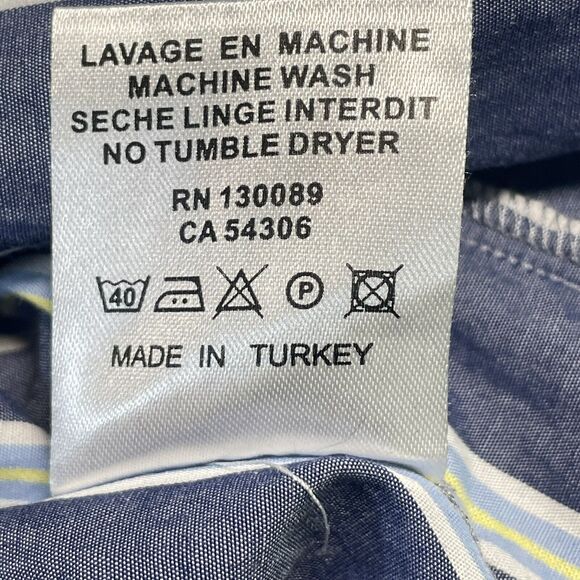 LAVAGE EN MACHINE
MACHINE WASH
SECHE LINGE INTERDIT
NO TUMBLE DRYER
RN 130089
CA 54306
40 P
MADE IN TURKEY